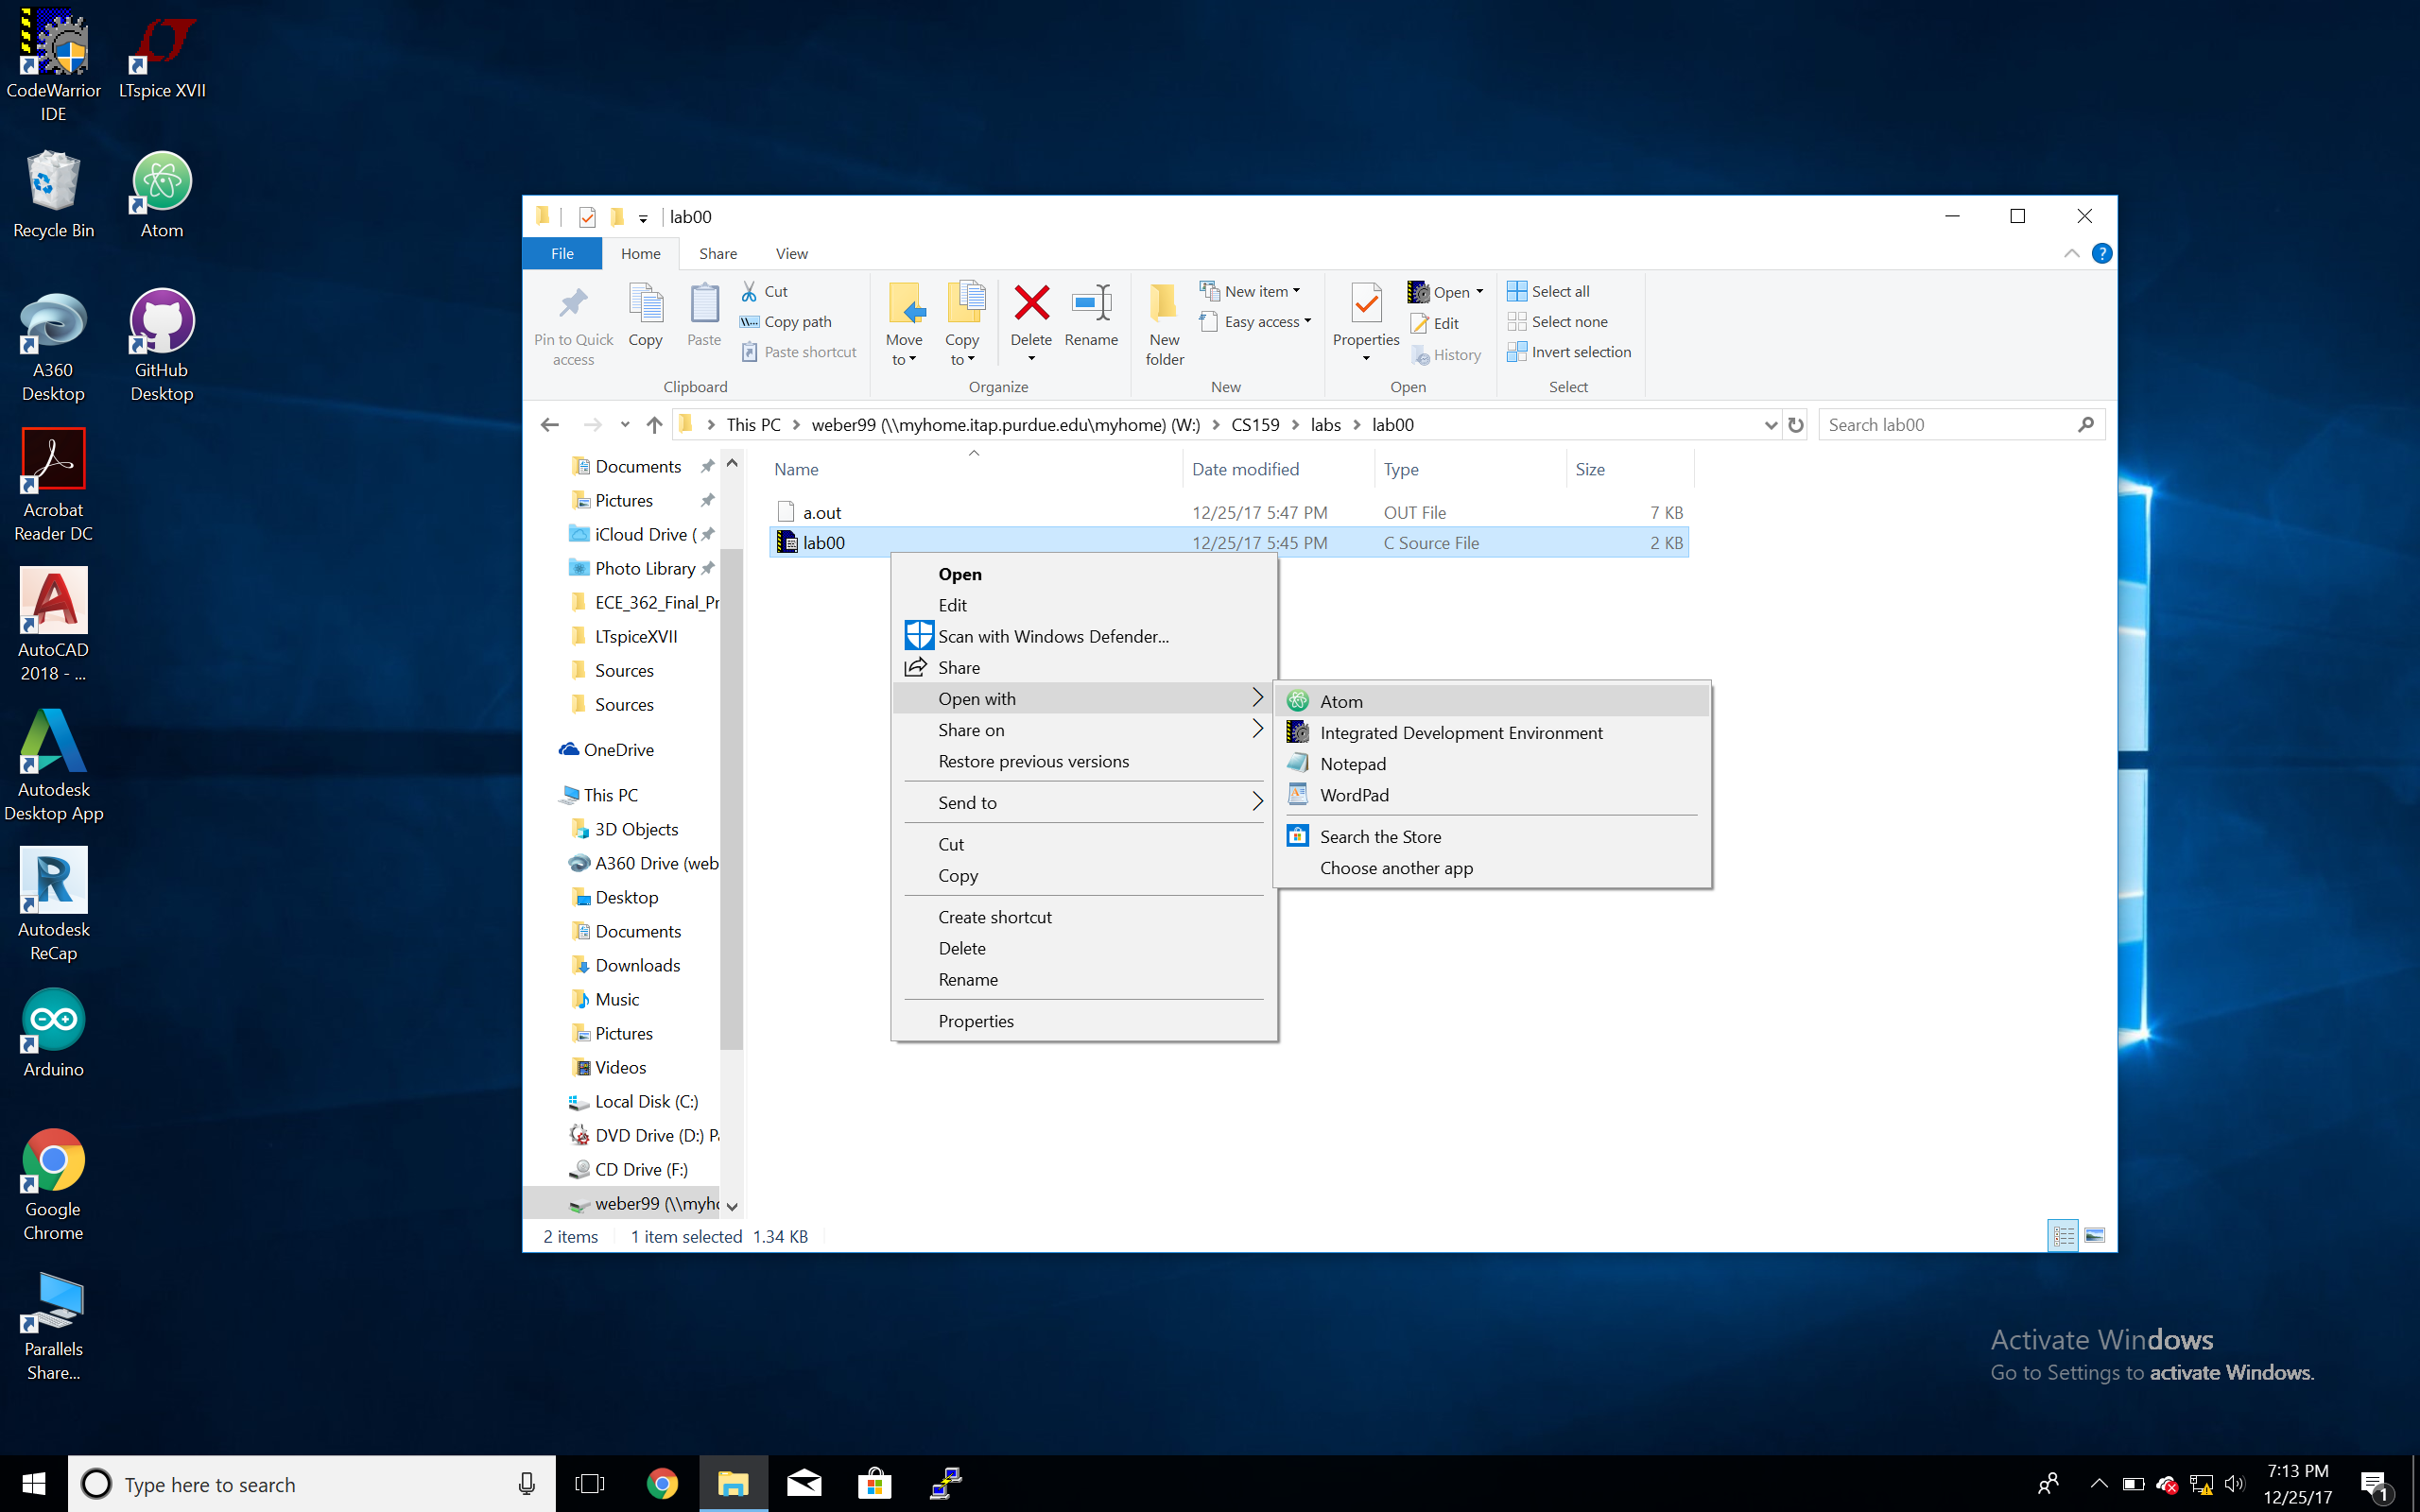 CodeWarrior
IDE
LTspice XVII
Recycle Bin
Atom
A360
Desktop
GitHub
Desktop
Acrobat
Reader DC
AutoCAD
2018 - ...
Autodesk
Desktop App
Autodesk
ReCap
Arduino
Google
Chrome
Parallels
Share...
lab00
File
Home
Share
View
Pin to Quick
access
Copy
Paste
Cut
Copy path
Paste shortcut
Clipboard
Move
to
Copy
to
Delete
Rename
Organize
New
folder
New item
Easy access
New
Properties
Open
Edit
History
Open
Select all
Select none
Invert selection
Select
This PC
weber99 (\\myhome.itap.purdue.edu\myhome) (W:)
CS159
labs
lab00
Search lab00
Documents
Pictures
iCloud Drive (
Photo Library
ECE_362_Final_Pr
LTspiceXVII
Sources
Sources
OneDrive
This PC
3D Objects
A360 Drive (web
Desktop
Documents
Downloads
Music
Pictures
Videos
Local Disk (C:)
DVD Drive (D:) Pa
CD Drive (F:)
weber99 (\\myho
Name
Date modified
Type
Size
a.out 12/25/17 5:47 PM OUT File 7 KB
lab00 12/25/17 5:45 PM C Source File 2 KB
Open
Edit
Scan with Windows Defender...
Share
Open with
Share on
Restore previous versions
Send to
Cut
Copy
Create shortcut
Delete
Rename
Properties
Atom
Integrated Development Environment
Notepad
WordPad
Search the Store
Choose another app
2 items
1 item selected 1.34 KB
Activate Windows
Go to Settings to activate Windows.
Type here to search
7:13 PM
12/25/17
1